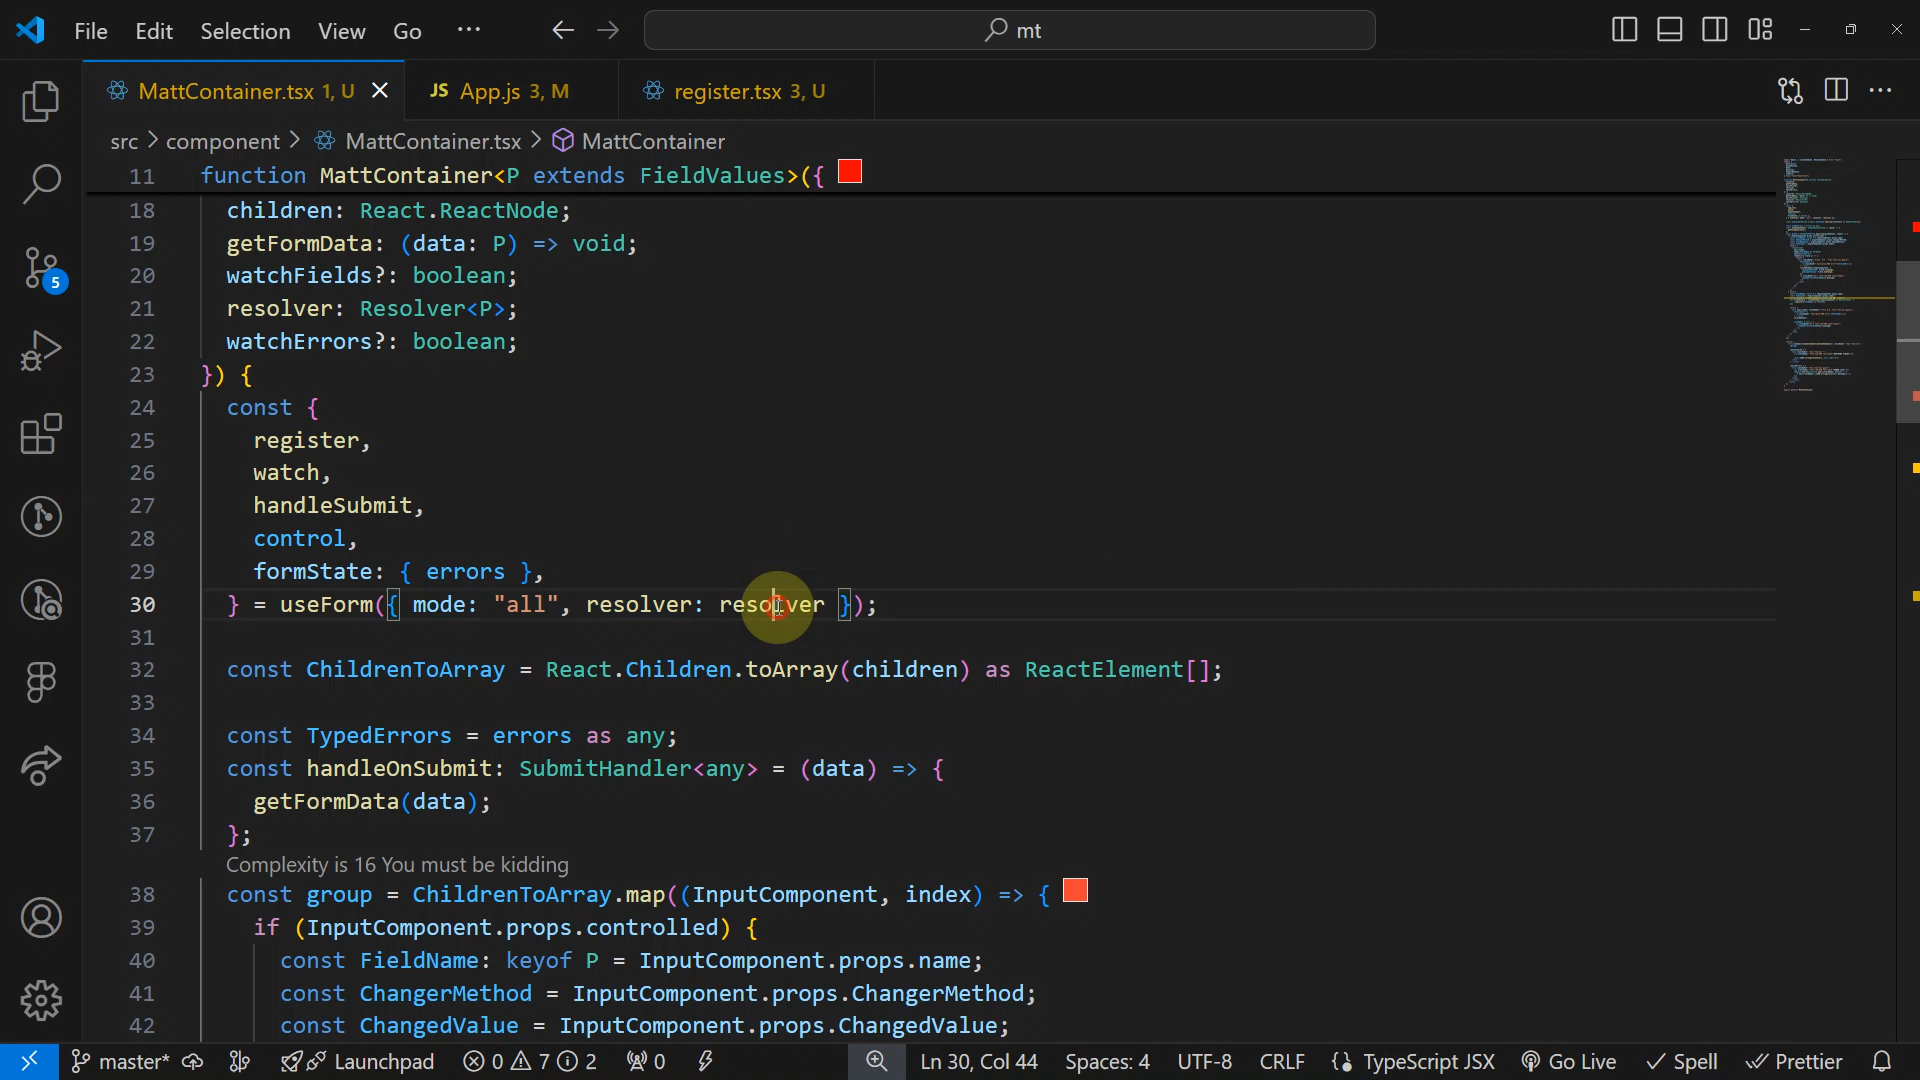 File Edit Selection View Go ··· mt
MattContainer.tsx 1, U JS App.js 3, M register.tsx 3, U
src > component > MattContainer.tsx > MattContainer
11 function MattContainer<P extends FieldValues>({
18 children: React.ReactNode;
19 getFormData: (data: P) => void;
20 watchFields?: boolean;
21 resolver: Resolver<P>;
22 watchErrors?: boolean;
23 }) {
24 const {
25 register,
26 watch,
27 handleSubmit,
28 control,
29 formState: { errors },
30 } = useForm({ mode: "all", resolver: resolver });
31
32 const ChildrenToArray = React.Children.toArray(children) as ReactElement[];
33
34 const TypedErrors = errors as any;
35 const handleOnSubmit: SubmitHandler<any> = (data) => {
36 getFormData(data);
37 };
Complexity is 16 You must be kidding
38 const group = ChildrenToArray.map((InputComponent, index) => {
39 if (InputComponent.props.controlled) {
40 const FieldName: keyof P = InputComponent.props.name;
41 const ChangerMethod = InputComponent.props.ChangerMethod;
42 const ChangedValue = InputComponent.props.ChangedValue;
5
master* Launchpad 0 7 2 0 Ln 30, Col 44 Spaces: 4 UTF-8 CRLF TypeScript JSX Go Live Spell Prettier